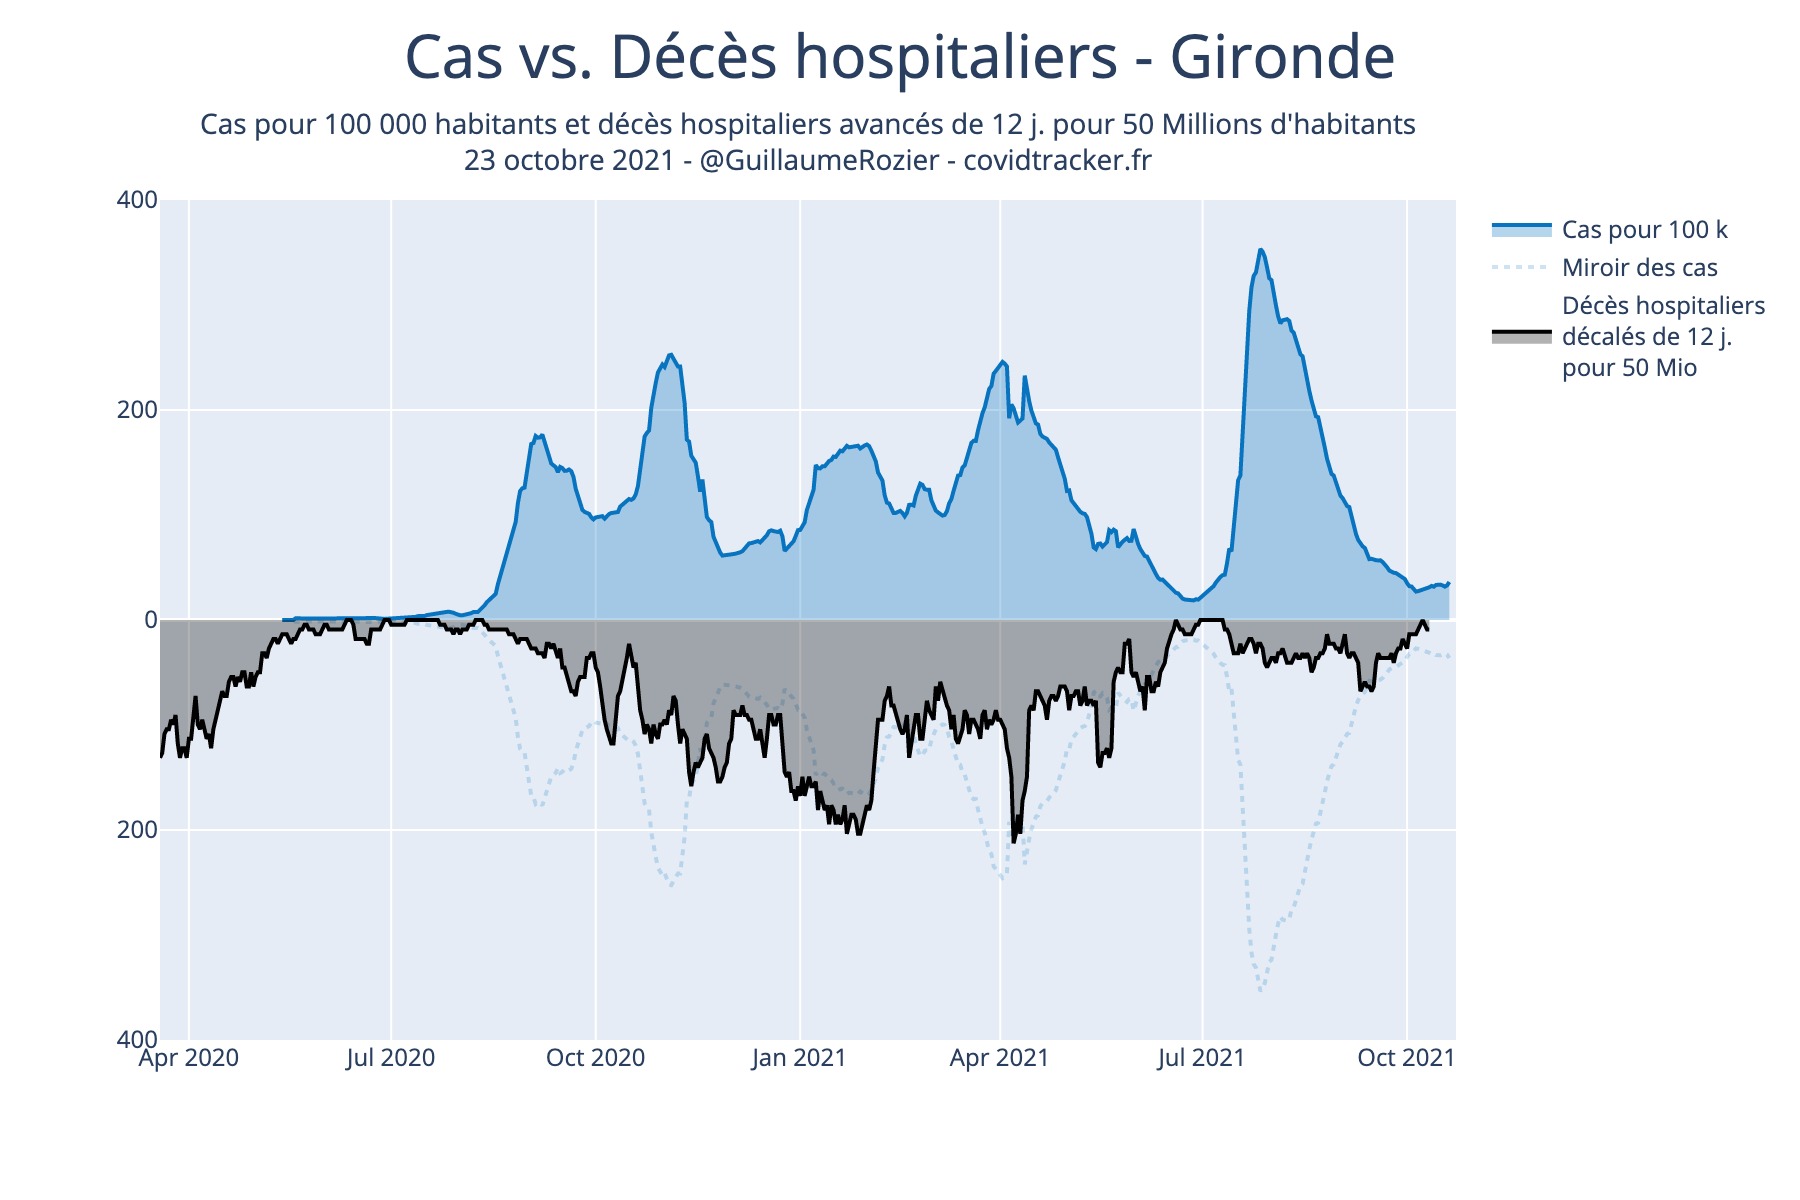 Cas vs. Décès hospitaliers - Gironde
Cas pour 100 000 habitants et décès hospitaliers avancés de 12 j. pour 50 Millions d'habitants
23 octobre 2021 - @GuillaumeRozier - covidtracker.fr
400
200
0
200
400
Apr 2020
Jul 2020
Oct 2020
Jan 2021
Apr 2021
Jul 2021
Oct 2021
Cas pour 100 k
Miroir des cas
Décès hospitaliers
décalés de 12 j.
pour 50 Mio